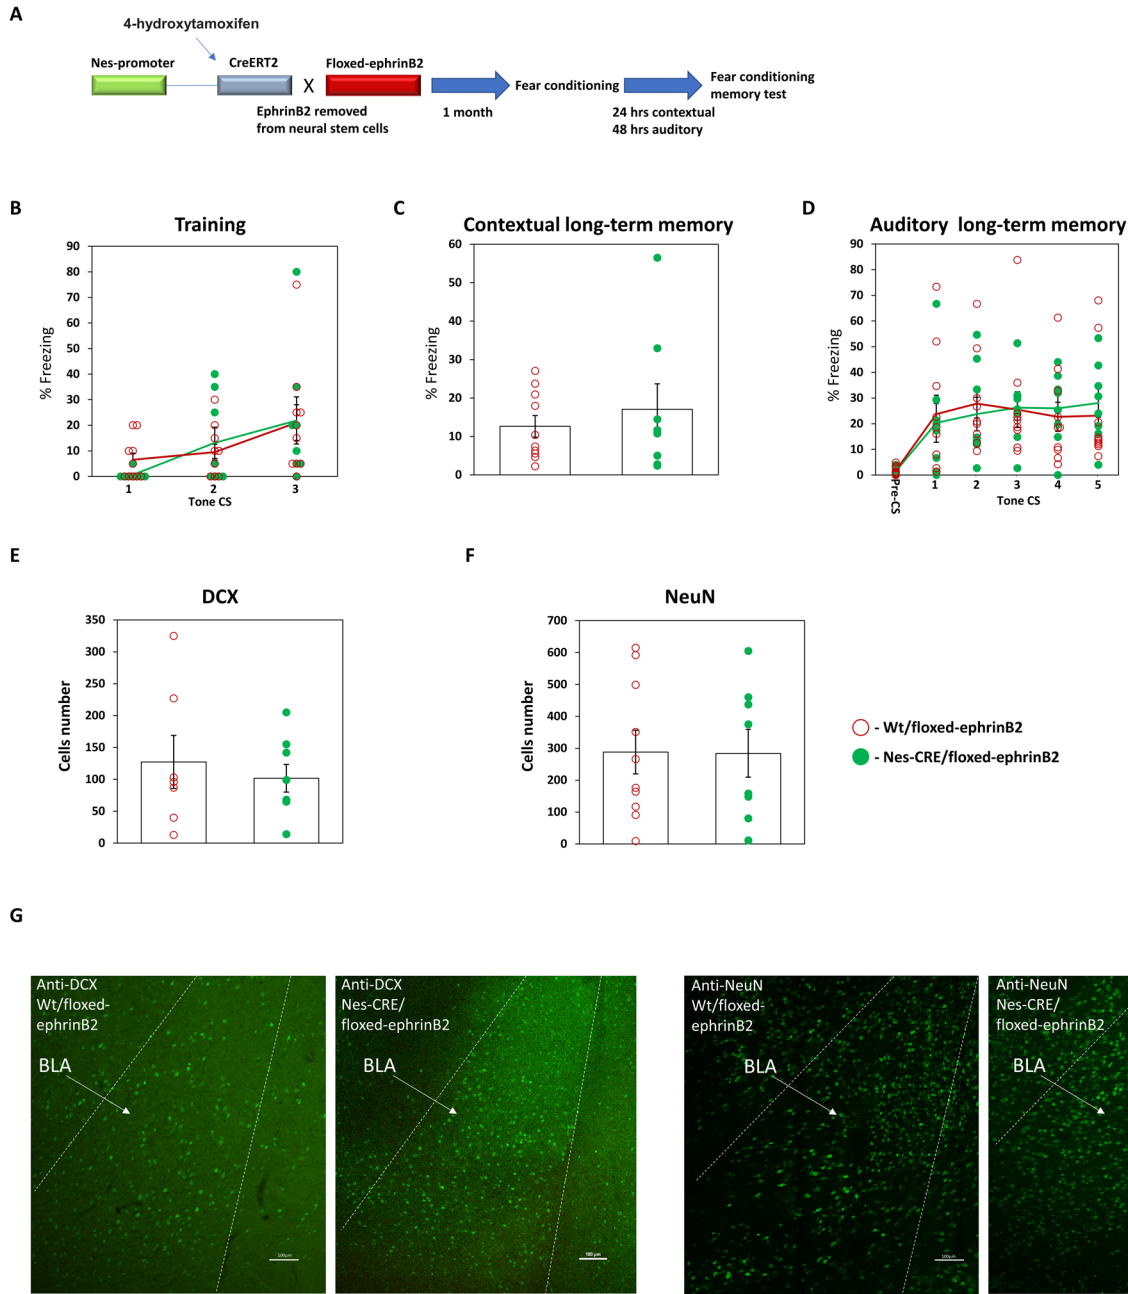 A
4-hydroxytamoxifen
Nes-promoter
CreERT2
Floxed-ephrinB2
X
EphrinB2 removed
from neural stem cells
1 month
Fear conditioning
24 hrs contextual
48 hrs auditory
Fear conditioning
memory test
B
Training
% Freezing
90
80
70
60
50
40
30
20
10
0
1 2 3
Tone CS
C
Contextual long-term memory
% Freezing
60
50
40
30
20
10
0
D
Auditory long-term memory
% Freezing
90
80
70
60
50
40
30
20
10
0
Pre-CS 1 2 3 4 5
Tone CS
E
DCX
Cells number
350
300
250
200
150
100
50
0
F
NeuN
Cells number
700
600
500
400
300
200
100
0
- Wt/floxed-ephrinB2
- Nes-CRE/floxed-ephrinB2
G
Anti-DCX
Wt/floxed-
ephrinB2
BLA
100µm
Anti-DCX
Nes-CRE/
floxed-ephrinB2
BLA
100 µm
Anti-NeuN
Wt/floxed-
ephrinB2
BLA
100µm
Anti-NeuN
Nes-CRE/
floxed-ephrinB2
BLA